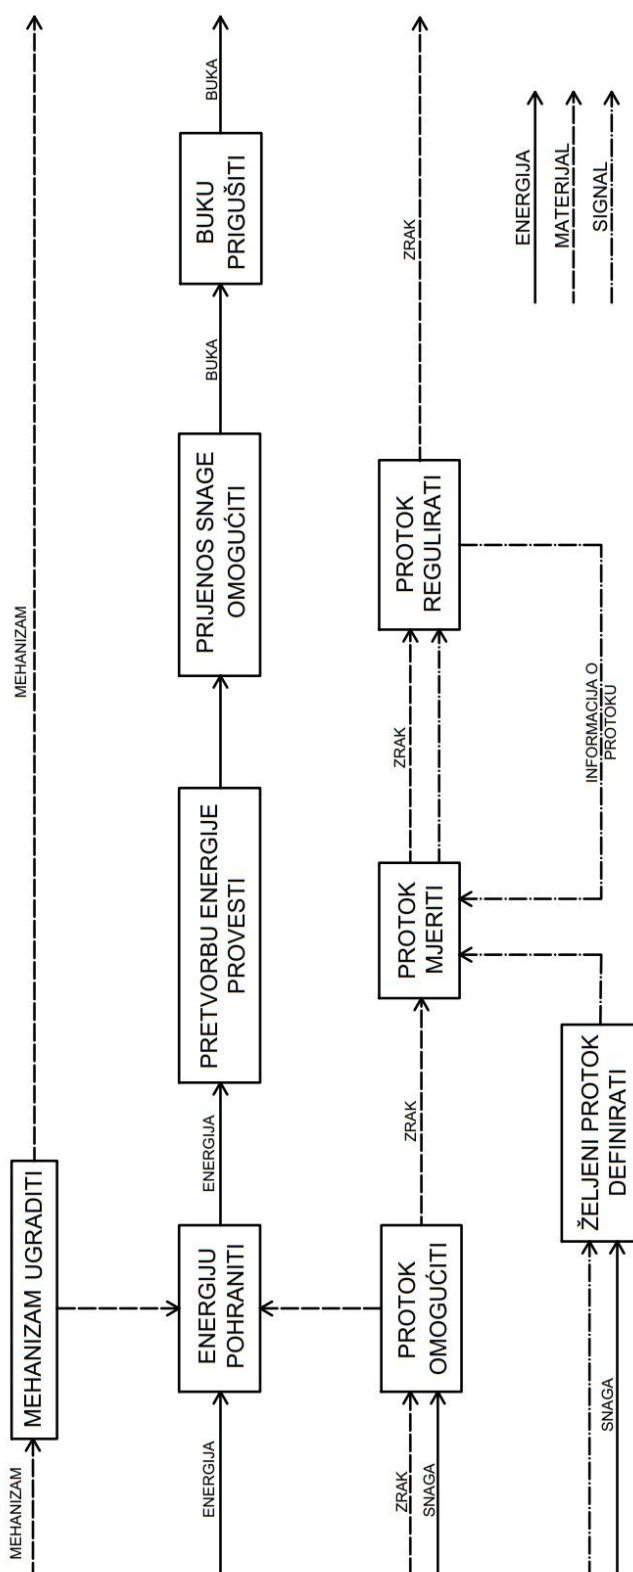 MEHANIZAM
MEHANIZAM UGRADITI
MEHANIZAM
ENERGIJA
ENERGIJU
POHRANITI
ENERGIJA
PRETVORBU ENERGIJE
PROVESTI
PRIJENOS SNAGE
OMOGUĆITI
BUKA
BUKU
PRIGUŠITI
BUKA
ZRAK
SNAGA
PROTOK
OMOGUĆITI
ZRAK
PROTOK
MJERITI
ZRAK
PROTOK
REGULIRATI
ZRAK
SNAGA
ŽELJENI PROTOK
DEFINIRATI
INFORMACIJA O
PROTOKU
ENERGIJA
MATERIJAL
SIGNAL